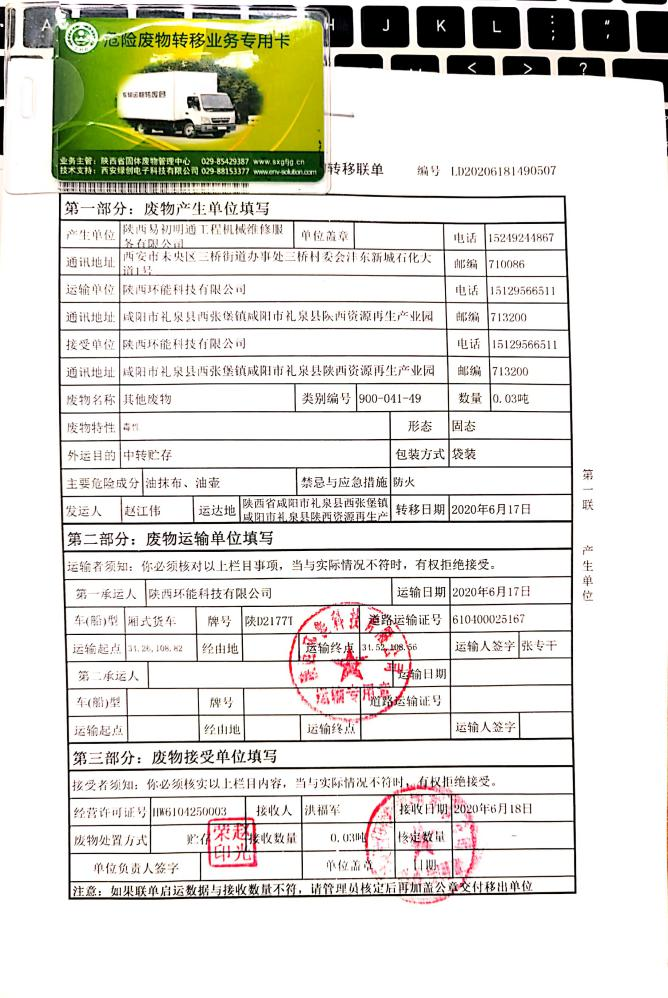 A
H
J
K
L
<
>
危险废物转移业务专用卡
业务主管：陕西省固体废物管理中心 029-85429387 www.sxgfjg.cn
技术支持：西安绿创电子科技有限公司 029-88153377 www.env-solution.com
转移联单 编号 LD20206181490507
第一部分：废物产生单位填写
产生单位 陕西易初明通工程机械维修服务有限公司 单位盖章 电话 15249244867
通讯地址 西安市未央区三桥街道办事处三桥村委会沣东新城石化大道1号 邮编 710086
运输单位 陕西环能科技有限公司 电话 15129566511
通讯地址 咸阳市礼泉县西张堡镇咸阳市礼泉县陕西资源再生产业园 邮编 713200
接受单位 陕西环能科技有限公司 电话 15129566511
通讯地址 咸阳市礼泉县西张堡镇咸阳市礼泉县陕西资源再生产业园 邮编 713200
废物名称 其他废物 类别编号 900-041-49 数量 0.03吨
废物特性 毒性 形态 固态
外运目的 中转贮存 包装方式 袋装
主要危险成分 油抹布、油壶 禁忌与应急措施 防火
发运人 赵江伟 运达地 陕西省咸阳市礼泉县西张堡镇咸阳市礼泉县陕西资源再生产 转移日期 2020年6月17日
第二部分：废物运输单位填写
运输者须知：你必须核对以上栏目事项，当与实际情况不符时，有权拒绝接受。
第一承运人 陕西环能科技有限公司 运输日期 2020年6月17日
车(船)型 厢式货车 牌号 陕D2177T 道路运输证号 610400025167
运输起点 34.26,108.82 经由地 运输终点 34.52,108.56 运输人签字 张专干
第二承运人 运输日期
车(船)型 牌号 道路运输证号
运输起点 经由地 运输终点 运输人签字
运输专用章
第三部分：废物接受单位填写
接受者须知：你必须核实以上栏目内容，当与实际情况不符时，有权拒绝接受。
经营许可证号 HW6104250003 接收人 洪福军 接收日期 2020年6月18日
废物处置方式 贮存 接收数量 0.03吨 核定数量 -
单位负责人签字 单位盖章 日期
赵光荣印
注意：如果联单启运数据与接收数量不符，请管理员核定后再加盖公章交付移出单位
第一联 产生单位